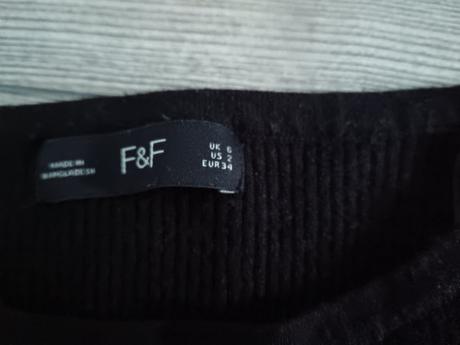 MADE IN
BANGLADESH
F&F
UK 6
US 2
EUR 34